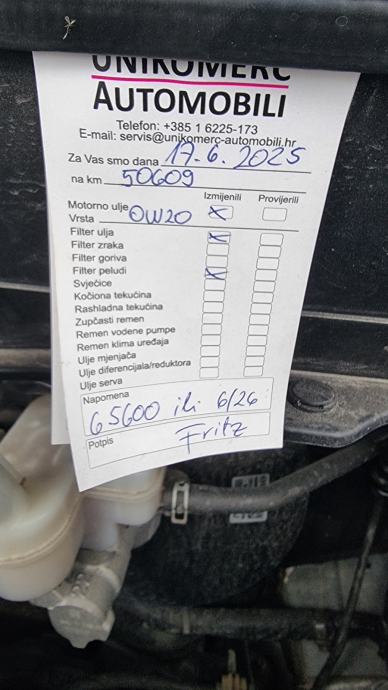 UNIKOMERC
AUTOMOBILI
Telefon: +385 1 6225-173
E-mail: servis@unikomerc-automobili.hr
Za Vas smo dana 17.6.2025
na km 50609
Izmijenili Provjerili
Motorno ulje
Vrsta 0W20 X
Filter ulja X
Filter zraka
Filter goriva
Filter peludi X
Svjećice
Kočiona tekućina
Rashladna tekućina
Zupčasti remen
Remen vodene pumpe
Remen klima uređaja
Ulje mjenjača
Ulje diferencijala/reduktora
Ulje serva
Napomena
65600 ili 6/26
Potpis Fritz